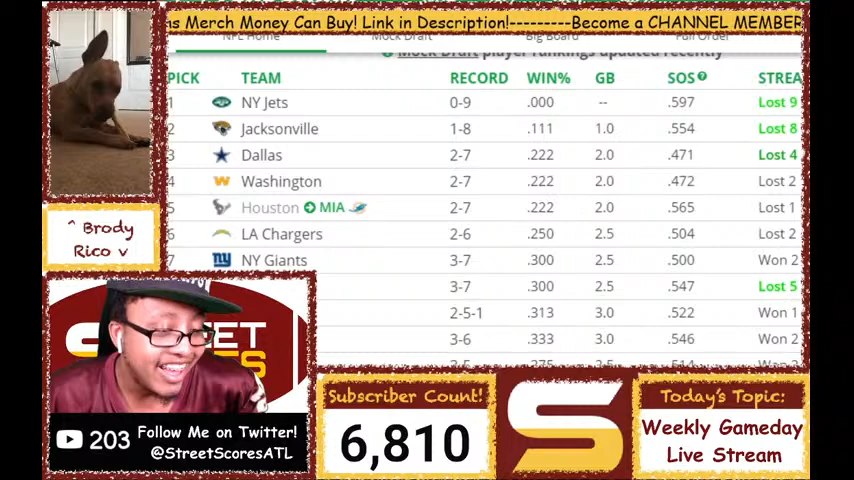 ns Merch Money Can Buy! Link in Description!---------Become a CHANNEL MEMBER
NFL Home Mock Draft Big Board Full Order
Mock Draft player rankings updated recently
PICK TEAM RECORD WIN% GB SOS ? STREA
1 NY Jets 0-9 .000 -- .597 Lost 9
2 Jacksonville 1-8 .111 1.0 .554 Lost 8
3 Dallas 2-7 .222 2.0 .471 Lost 4
4 Washington 2-7 .222 2.0 .472 Lost 2
5 Houston MIA 2-7 .222 2.0 .565 Lost 1
6 LA Chargers 2-6 .250 2.5 .504 Lost 2
7 NY Giants 3-7 .300 2.5 .500 Won 2
3-7 .300 2.5 .547 Lost 5
2-5-1 .313 3.0 .522 Won 1
3-6 .333 3.0 .546 Won 2
^ Brody
Rico v
203 Follow Me on Twitter!
@StreetScoresATL
Subscriber Count!
6,810
S
Today's Topic:
Weekly Gameday
Live Stream